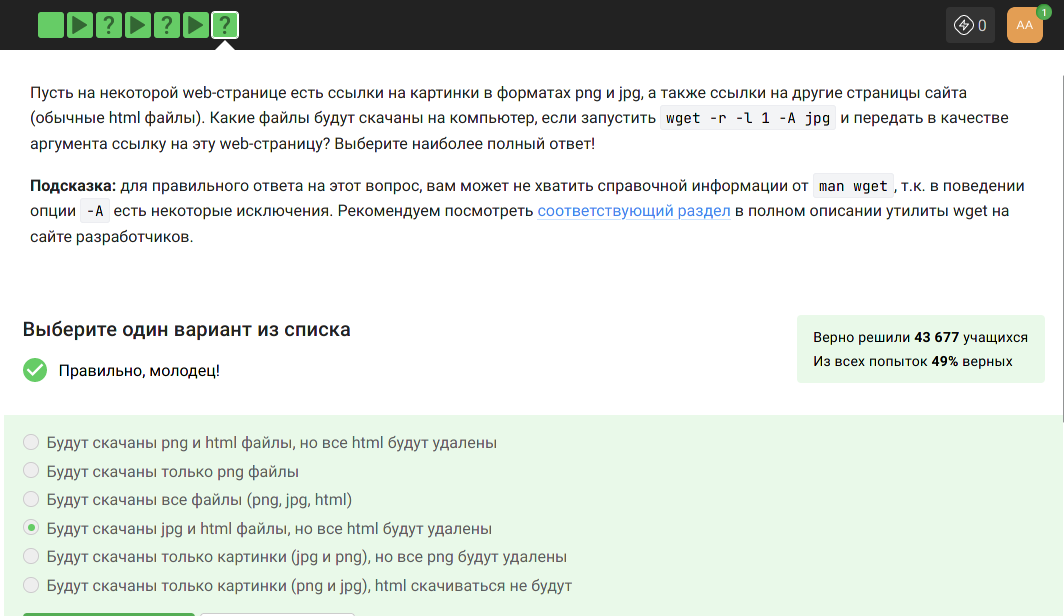 ? ? ?
0
АА
1
Пусть на некоторой web-странице есть ссылки на картинки в форматах png и jpg, а также ссылки на другие страницы сайта
(обычные html файлы). Какие файлы будут скачаны на компьютер, если запустить wget -r -l 1 -A jpg и передать в качестве
аргумента ссылку на эту web-страницу? Выберите наиболее полный ответ!
Подсказка: для правильного ответа на этот вопрос, вам может не хватить справочной информации от man wget, т.к. в поведении
опции -A есть некоторые исключения. Рекомендуем посмотреть соответствующий раздел в полном описании утилиты wget на
сайте разработчиков.
Выберите один вариант из списка
Правильно, молодец!
Верно решили 43 677 учащихся
Из всех попыток 49% верных
Будут скачаны png и html файлы, но все html будут удалены
Будут скачаны только png файлы
Будут скачаны все файлы (png, jpg, html)
Будут скачаны jpg и html файлы, но все html будут удалены
Будут скачаны только картинки (jpg и png), но все png будут удалены
Будут скачаны только картинки (png и jpg), html скачиваться не будут